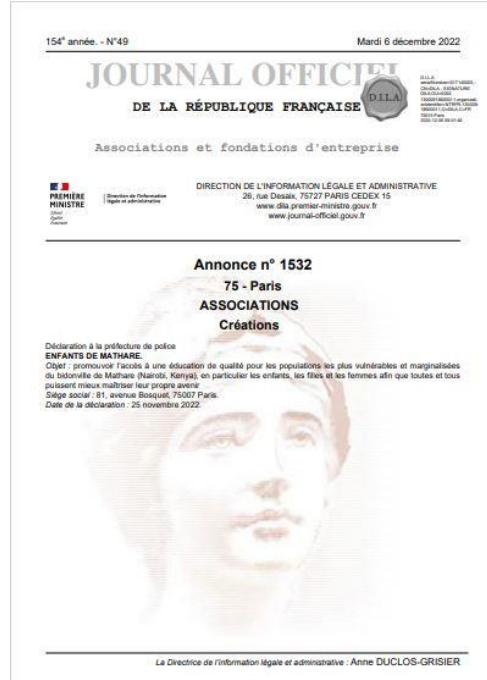 154e année. - N°49
Mardi 6 décembre 2022
JOURNAL OFFICIEL
DE LA RÉPUBLIQUE FRANÇAISE
D.I.L.A
Associations et fondations d'entreprise
PREMIÈRE
MINISTRE
Liberté
Égalité
Fraternité
Direction de l'information
légale et administrative
DIRECTION DE L'INFORMATION LÉGALE ET ADMINISTRATIVE
26, rue Desaix, 75727 PARIS CEDEX 15
www.dila.premier-ministre.gouv.fr
www.journal-officiel.gouv.fr
Annonce n° 1532
75 - Paris
ASSOCIATIONS
Créations
Déclaration à la préfecture de police
ENFANTS DE MATHARE.
Objet : promouvoir l'accès à une éducation de qualité pour les populations les plus vulnérables et marginalisées
du bidonville de Mathare (Nairobi, Kenya), en particulier les enfants, les filles et les femmes afin que toutes et tous
puissent mieux maîtriser leur propre avenir
Siège social : 81, avenue Bosquet, 75007 Paris.
Date de la déclaration : 25 novembre 2022.
La Directrice de l'information légale et administrative : Anne DUCLOS-GRISIER